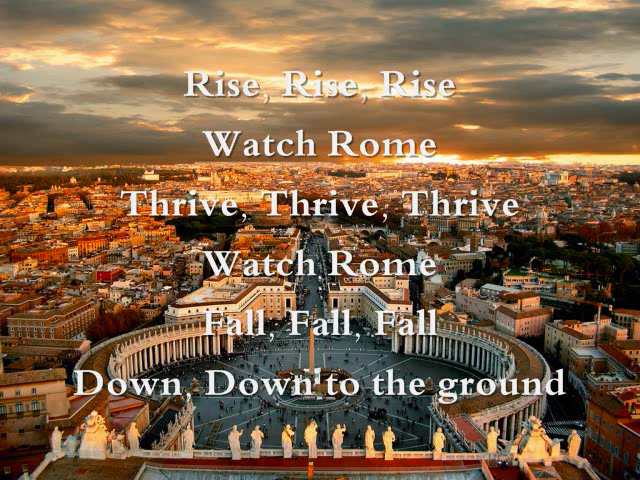 Rise, Rise, Rise
Watch Rome
Thrive, Thrive, Thrive
Watch Rome
Fall, Fall, Fall
Down, Down to the ground